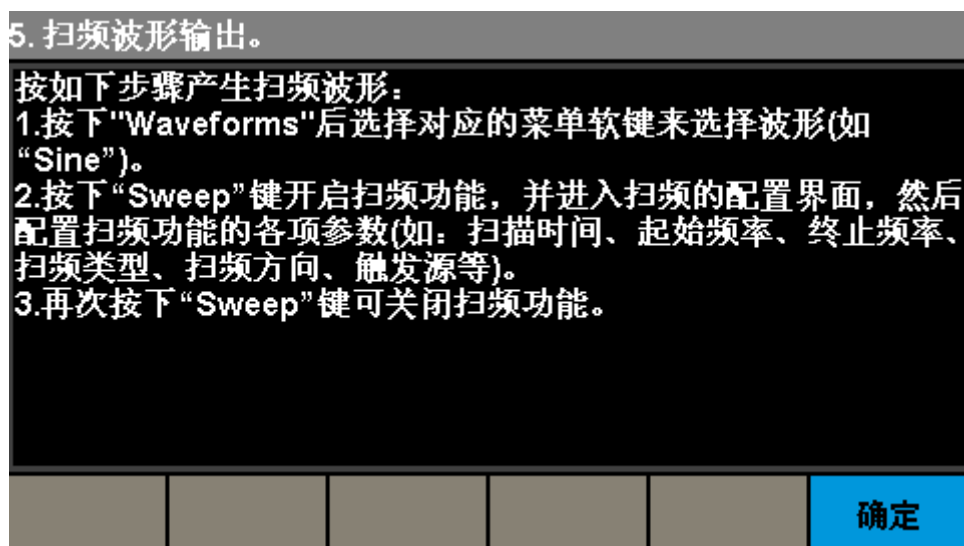 5. 扫频波形输出。
按如下步骤产生扫频波形：
1.按下"Waveforms"后选择对应的菜单软键来选择波形(如
“Sine”)。
2.按下“Sweep”键开启扫频功能，并进入扫频的配置界面，然后
配置扫频功能的各项参数(如：扫描时间、起始频率、终止频率、
扫频类型、扫频方向、触发源等)。
3.再次按下“Sweep”键可关闭扫频功能。
确定